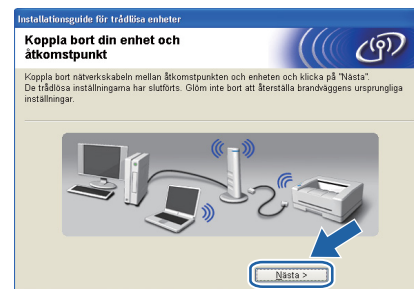 Installationsguide för trådlösa enheter
Koppla bort din enhet och
åtkomstpunkt
Koppla bort nätverkskabeln mellan åtkomstpunkten och enheten och klicka på "Nästa".
De trådlösa inställningarna har slutförts. Glöm inte bort att återställa brandväggens ursprungliga
inställningar.
Nästa >